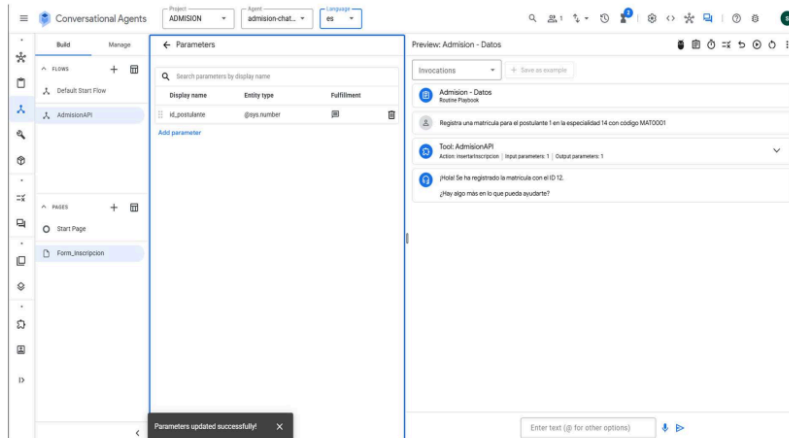 Conversational Agents
Project
ADMISION
Agent
admision-chat...
Language
es
1
2
Build
Manage
FLOWS
Default Start Flow
AdmisionAPI
PAGES
Start Page
Form_Inscripcion
Parameters
Search parameters by display name
Display name
Entity type
Fulfillment
id_postulante
@sys.number
Add parameter
Parameters updated successfully!
Preview: Admision - Datos
Invocations
+ Save as example
Admision - Datos
Routine Playbook
Registra una matricula para el postulante 1 en la especialidad 14 con código MAT0001
Tool: AdmisionAPI
Action: insertarInscripcion | Input parameters: 1 | Output parameters: 1
¡Hola! Se ha registrado la matrícula con el ID 12.
¿Hay algo más en lo que pueda ayudarte?
Enter text (@ for other options)